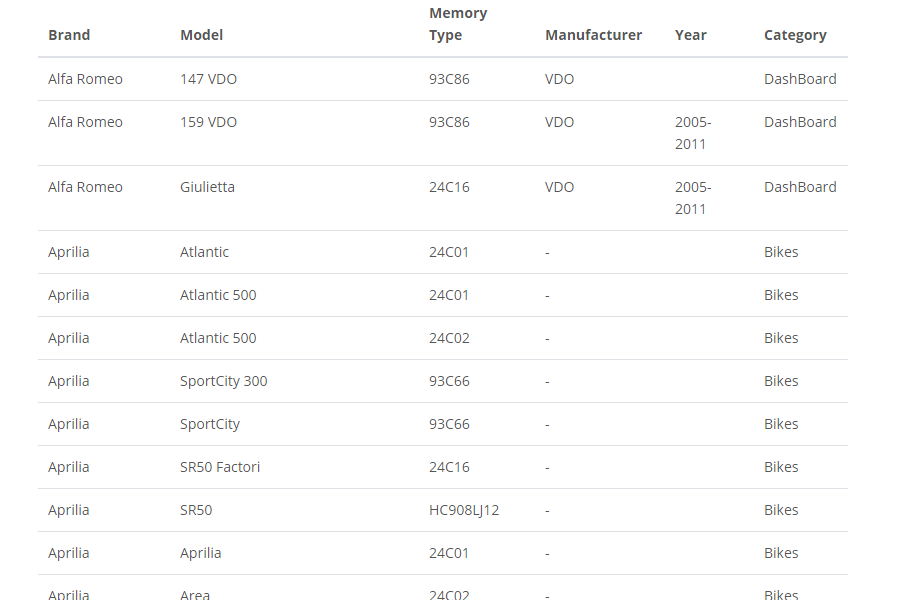 Brand Model Memory Type Manufacturer Year Category
Alfa Romeo 147 VDO 93C86 VDO DashBoard
Alfa Romeo 159 VDO 93C86 VDO 2005-2011 DashBoard
Alfa Romeo Giulietta 24C16 VDO 2005-2011 DashBoard
Aprilia Atlantic 24C01 - Bikes
Aprilia Atlantic 500 24C01 - Bikes
Aprilia Atlantic 500 24C02 - Bikes
Aprilia SportCity 300 93C66 - Bikes
Aprilia SportCity 93C66 - Bikes
Aprilia SR50 Factori 24C16 - Bikes
Aprilia SR50 HC908LJ12 - Bikes
Aprilia Aprilia 24C01 - Bikes
Aprilia Area 24C02 - Bikes